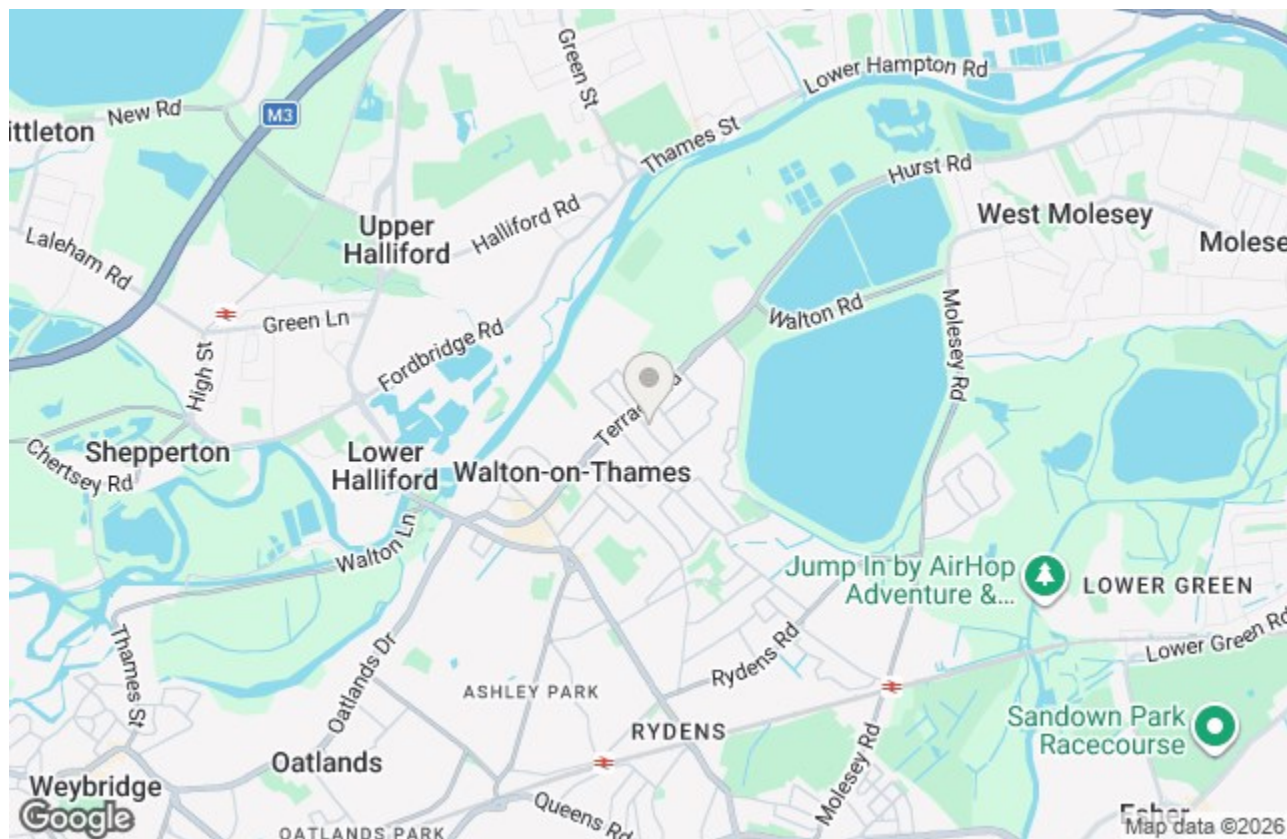 Green St
Lower Hampton Rd
New Rd
M3
ittleton
Thames St
Hurst Rd
West Molesey
Upper
Halliford
Halliford Rd
Molese
Laleham Rd
Green Ln
Walton Rd
Molesey Rd
Fordbridge Rd
High St
Shepperton
Chertsey Rd
Lower
Halliford
Walton-on-Thames
Walton Ln
Jump In by AirHop
Adventure &...
LOWER GREEN
Lower Green Rd
Thames St
Oatlands Dr
Rydens Rd
ASHLEY PARK
RYDENS
Sandown Park
Racecourse
Oatlands
Molesey Rd
Weybridge
Queens Rd
OATLANDS PARK
Esher
Google
Map data ©2026